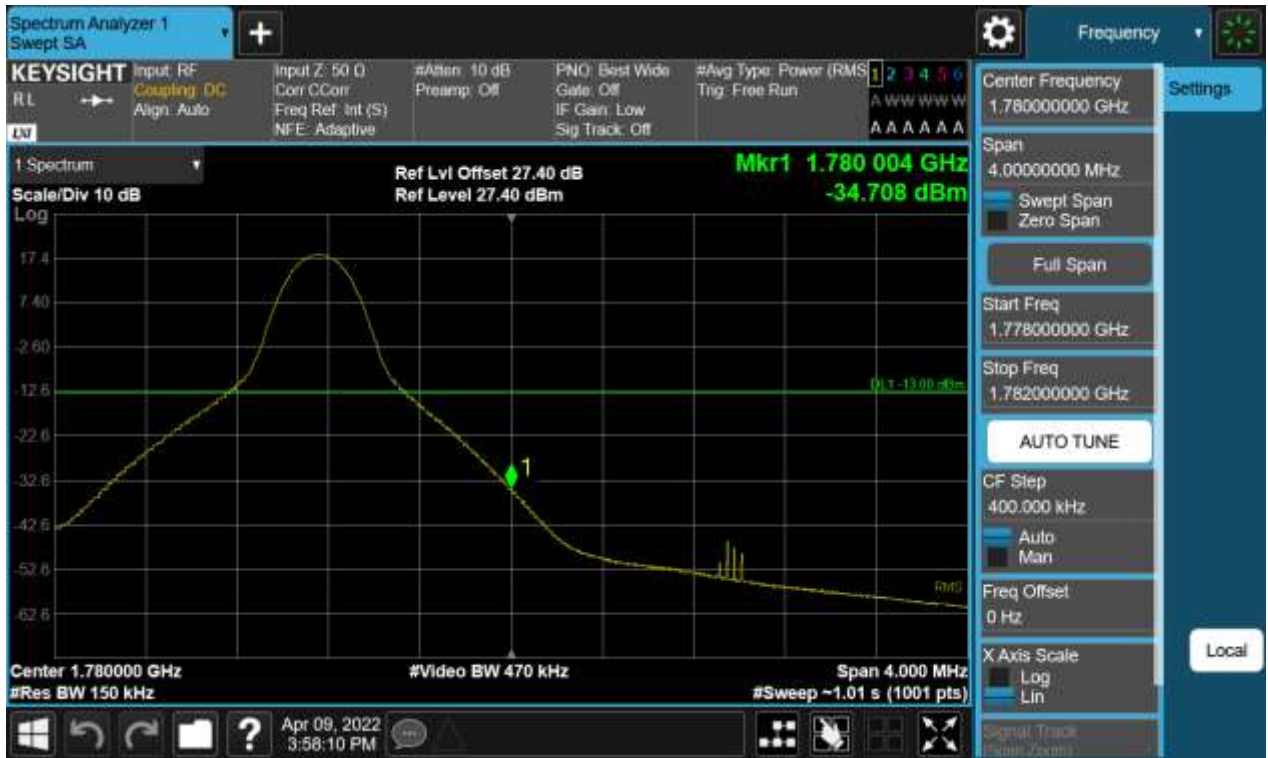 Spectrum Analyzer 1
Swept SA
+
Frequency
KEYSIGHT
RL
LXI
Input: RF
Coupling: DC
Align: Auto
Input Z: 50 Ω
Corr CCorr
Freq Ref: Int (S)
NFE: Adaptive
#Atten: 10 dB
Preamp: Off
PNO: Best Wide
Gate: Off
IF Gain: Low
Sig Track: Off
#Avg Type: Power (RMS
Trig: Free Run
1 2 3 4 5 6
A W W W W W
A A A A A A
1 Spectrum
Scale/Div 10 dB
Log
Ref Lvl Offset 27.40 dB
Ref Level 27.40 dBm
Mkr1 1.780 004 GHz
-34.708 dBm
17.4
7.40
-2.60
-12.6
-22.6
-32.6
-42.6
-52.6
-62.6
DL1 -13.00 dBm
1
RMS
Center 1.780000 GHz
#Res BW 150 kHz
#Video BW 470 kHz
Span 4.000 MHz
#Sweep ~1.01 s (1001 pts)
Center Frequency
1.780000000 GHz
Span
4.00000000 MHz
Swept Span
Zero Span
Full Span
Start Freq
1.778000000 GHz
Stop Freq
1.782000000 GHz
AUTO TUNE
CF Step
400.000 kHz
Auto
Man
Freq Offset
0 Hz
X Axis Scale
Log
Lin
Signal Track
(Span Zoom)
Settings
Local
?
Apr 09, 2022
3:58:10 PM